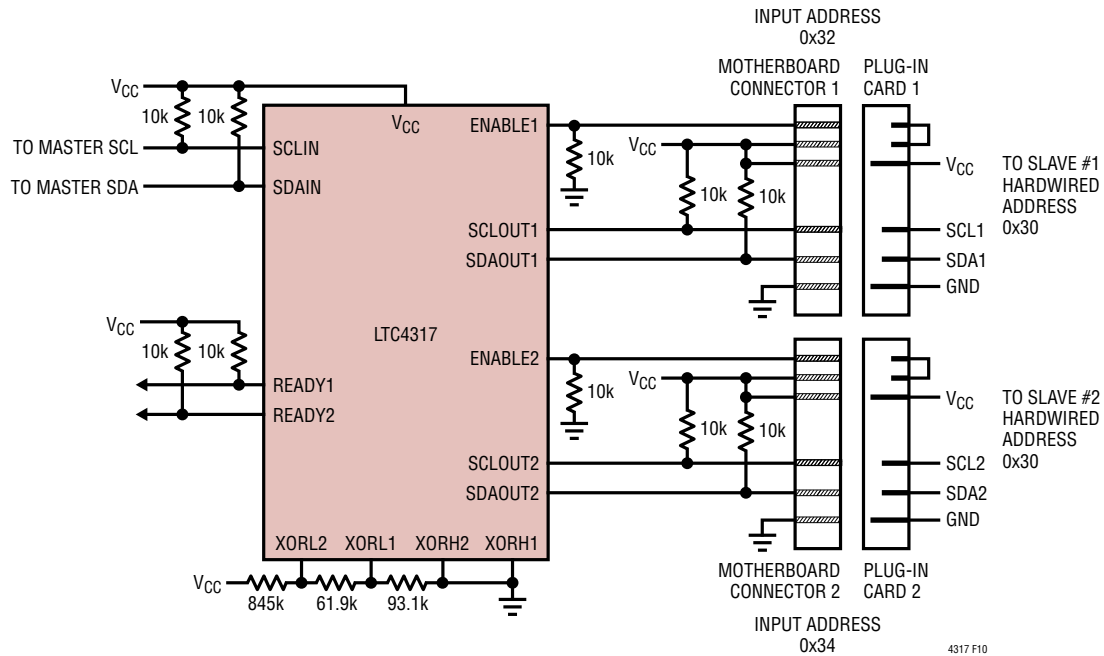 INPUT ADDRESS
0x32
MOTHERBOARD
CONNECTOR 1
PLUG-IN
CARD 1
VCC
10k
10k
TO MASTER SCL
TO MASTER SDA
VCC
SCLIN
SDAIN
ENABLE1
10k
VCC
10k
10k
SCLOUT1
SDAOUT1
VCC
SCL1
SDA1
GND
TO SLAVE #1
HARDWIRED
ADDRESS
0x30
LTC4317
VCC
10k
10k
READY1
READY2
ENABLE2
10k
VCC
10k
10k
SCLOUT2
SDAOUT2
VCC
SCL2
SDA2
GND
TO SLAVE #2
HARDWIRED
ADDRESS
0x30
XORL2
XORL1
XORH2
XORH1
VCC
845k
61.9k
93.1k
MOTHERBOARD
CONNECTOR 2
PLUG-IN
CARD 2
INPUT ADDRESS
0x34
4317 F10